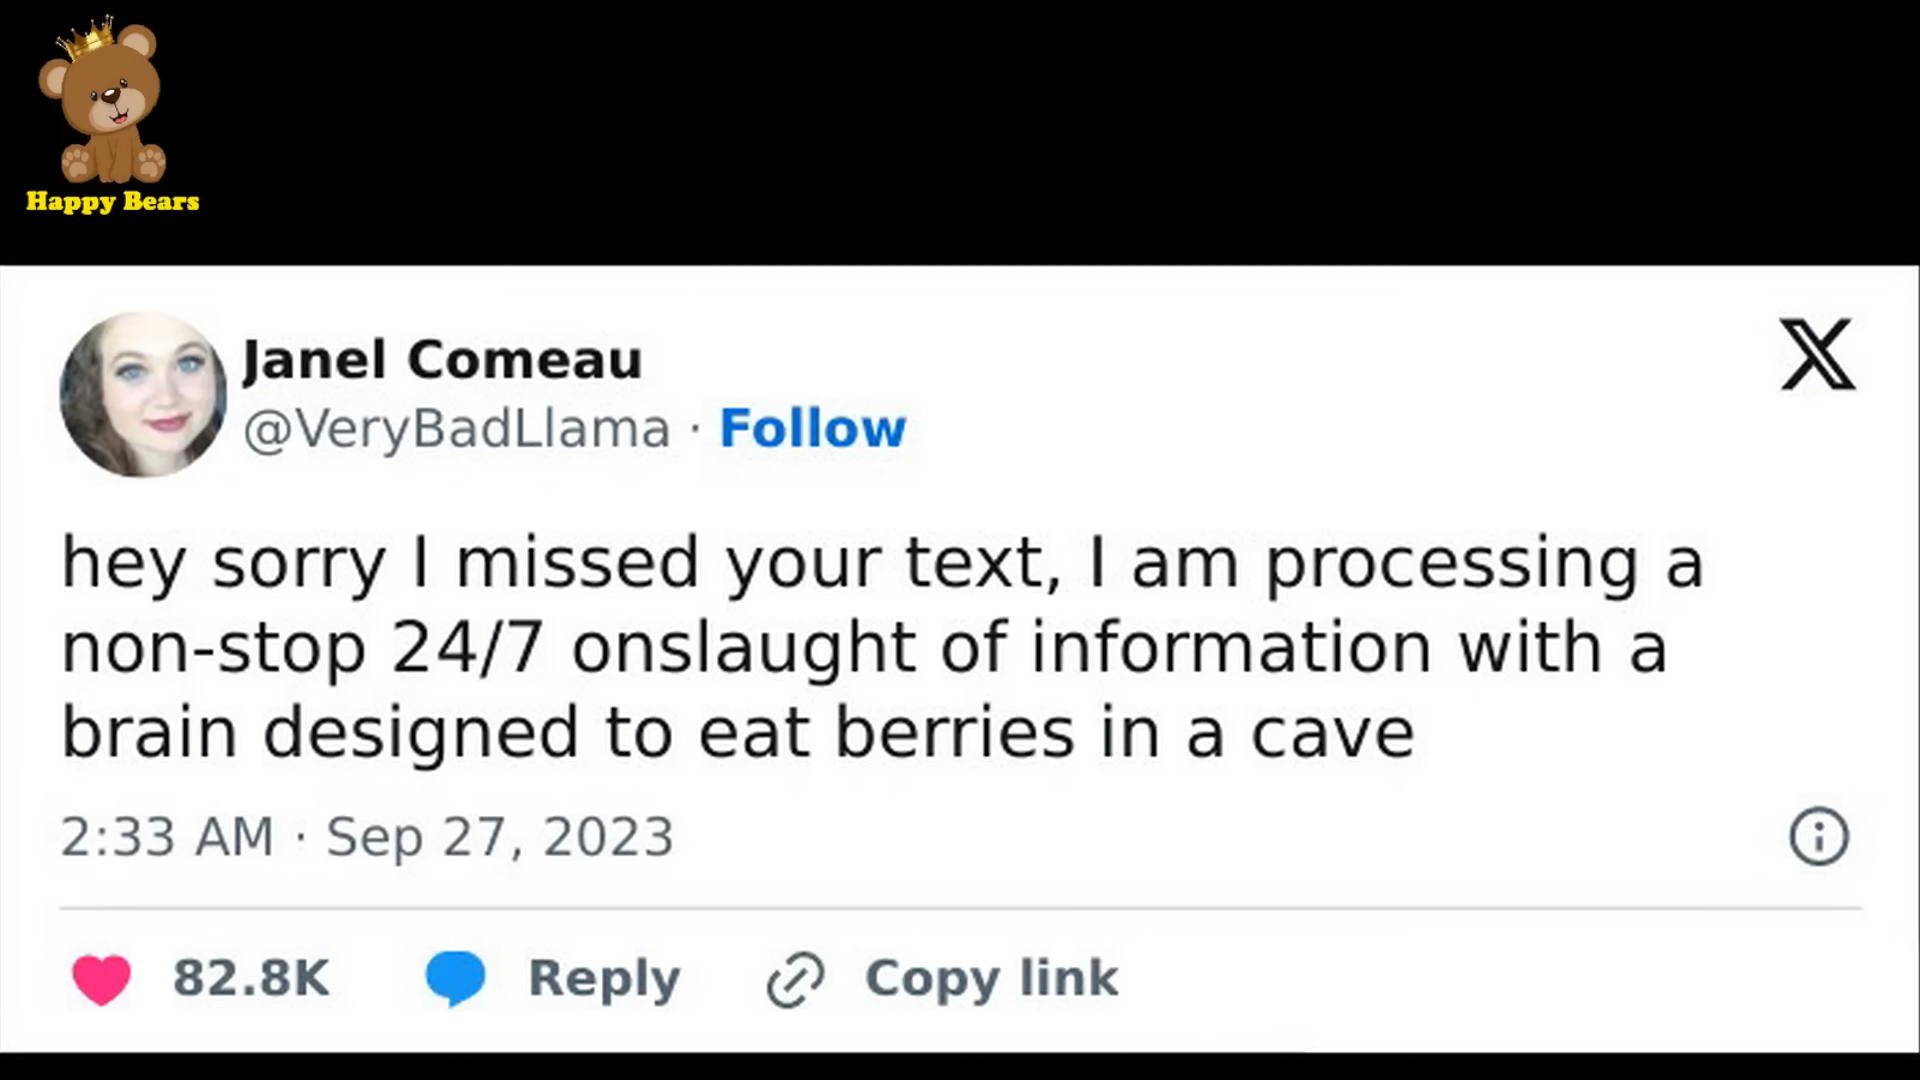 Happy Bears
Janel Comeau
@VeryBadLlama · Follow
hey sorry I missed your text, I am processing a
non-stop 24/7 onslaught of information with a
brain designed to eat berries in a cave
2:33 AM · Sep 27, 2023
82.8K Reply Copy link